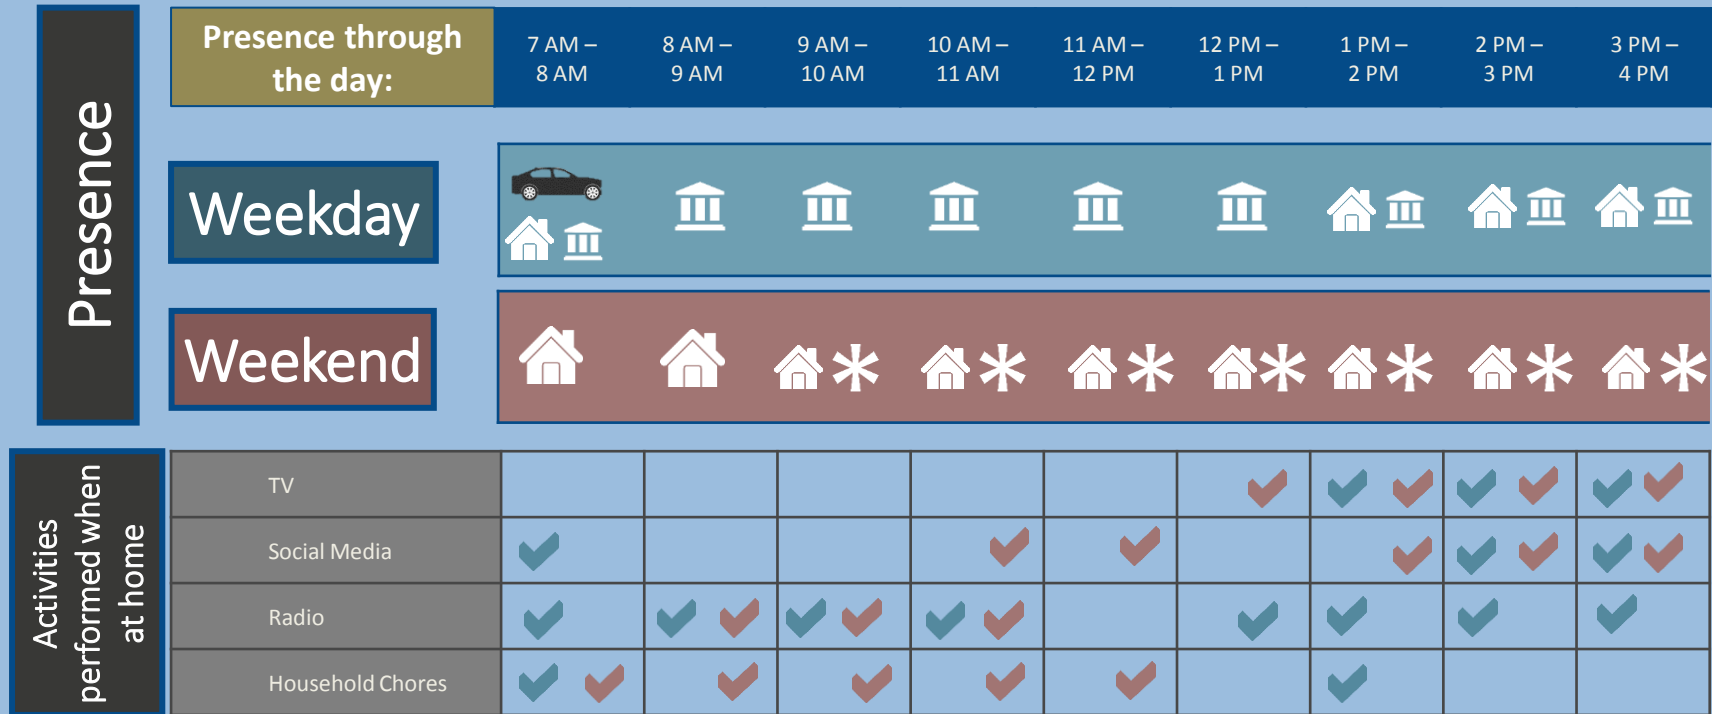 Presence
Presence through
the day:
7 AM –
8 AM
8 AM –
9 AM
9 AM –
10 AM
10 AM –
11 AM
11 AM –
12 PM
12 PM –
1 PM
1 PM –
2 PM
2 PM –
3 PM
3 PM –
4 PM
Weekday
Weekend
Activities
performed when
at home
TV
Social Media
Radio
Household Chores